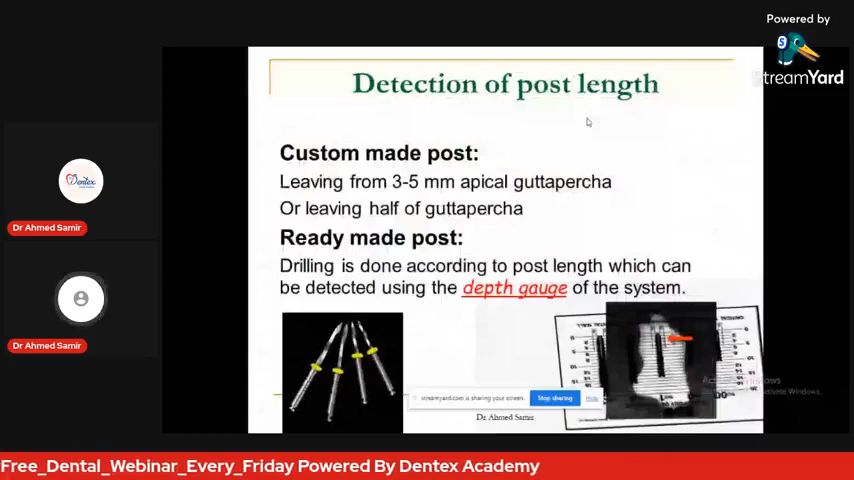 Powered by
StreamYard
Detection of post length
Custom made post:
Leaving from 3-5 mm apical guttapercha
Or leaving half of guttapercha
Ready made post:
Drilling is done according to post length which can
be detected using the depth gauge of the system.
Dentex
Dr Ahmed Samir
Dr Ahmed Samir
streamyard.com is sharing your screen.
Stop sharing
Hide
Dr Ahmed Samir
Free_Dental_Webinar_Every_Friday Powered By Dentex Academy